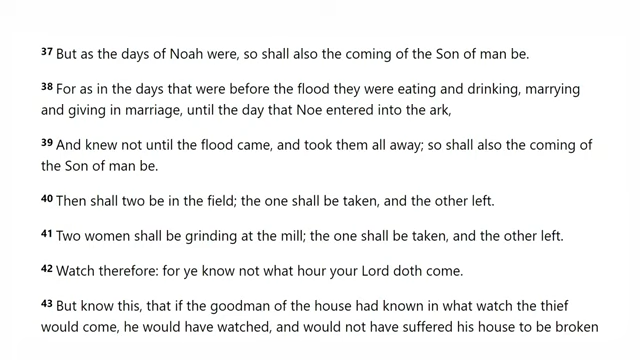 37 But as the days of Noah were, so shall also the coming of the Son of man be.
38 For as in the days that were before the flood they were eating and drinking, marrying
and giving in marriage, until the day that Noe entered into the ark,
39 And knew not until the flood came, and took them all away; so shall also the coming of
the Son of man be.
40 Then shall two be in the field; the one shall be taken, and the other left.
41 Two women shall be grinding at the mill; the one shall be taken, and the other left.
42 Watch therefore: for ye know not what hour your Lord doth come.
43 But know this, that if the goodman of the house had known in what watch the thief
would come, he would have watched, and would not have suffered his house to be broken